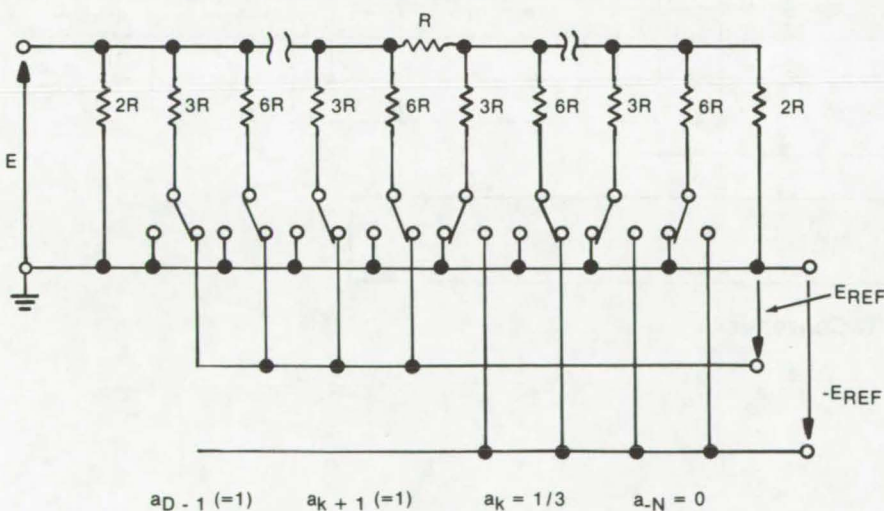 R
2R 3R 6R 3R 6R 3R 6R 3R 6R 2R
E
EREF
-EREF
aD - 1 (=1) ak + 1 (=1) ak = 1/3 a-N = 0